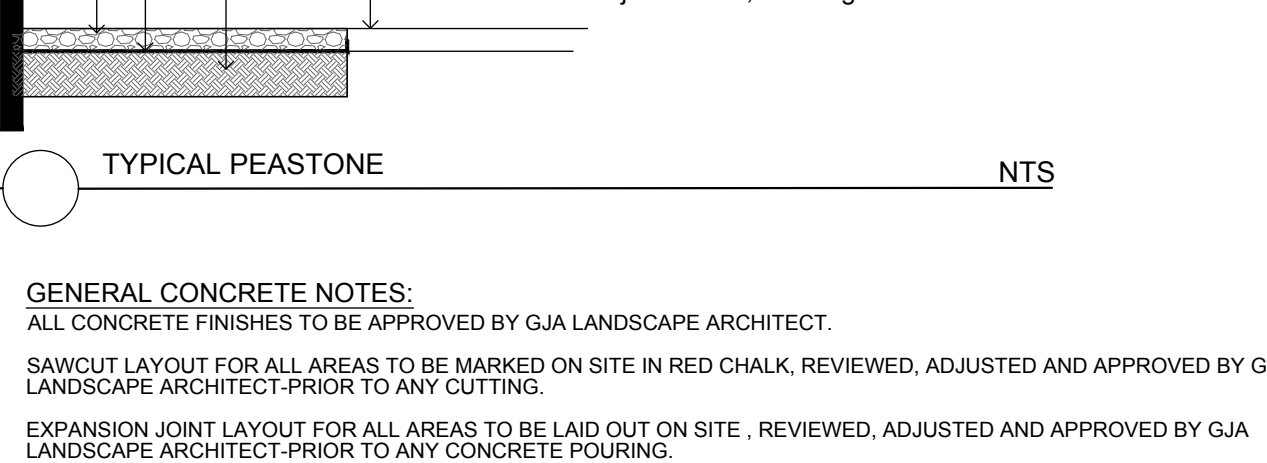 TYPICAL PEASTONE
NTS
GENERAL CONCRETE NOTES:
ALL CONCRETE FINISHES TO BE APPROVED BY GJA LANDSCAPE ARCHITECT.
SAWCUT LAYOUT FOR ALL AREAS TO BE MARKED ON SITE IN RED CHALK, REVIEWED, ADJUSTED AND APPROVED BY G
LANDSCAPE ARCHITECT-PRIOR TO ANY CUTTING.
EXPANSION JOINT LAYOUT FOR ALL AREAS TO BE LAID OUT ON SITE , REVIEWED, ADJUSTED AND APPROVED BY GJA
LANDSCAPE ARCHITECT-PRIOR TO ANY CONCRETE POURING.